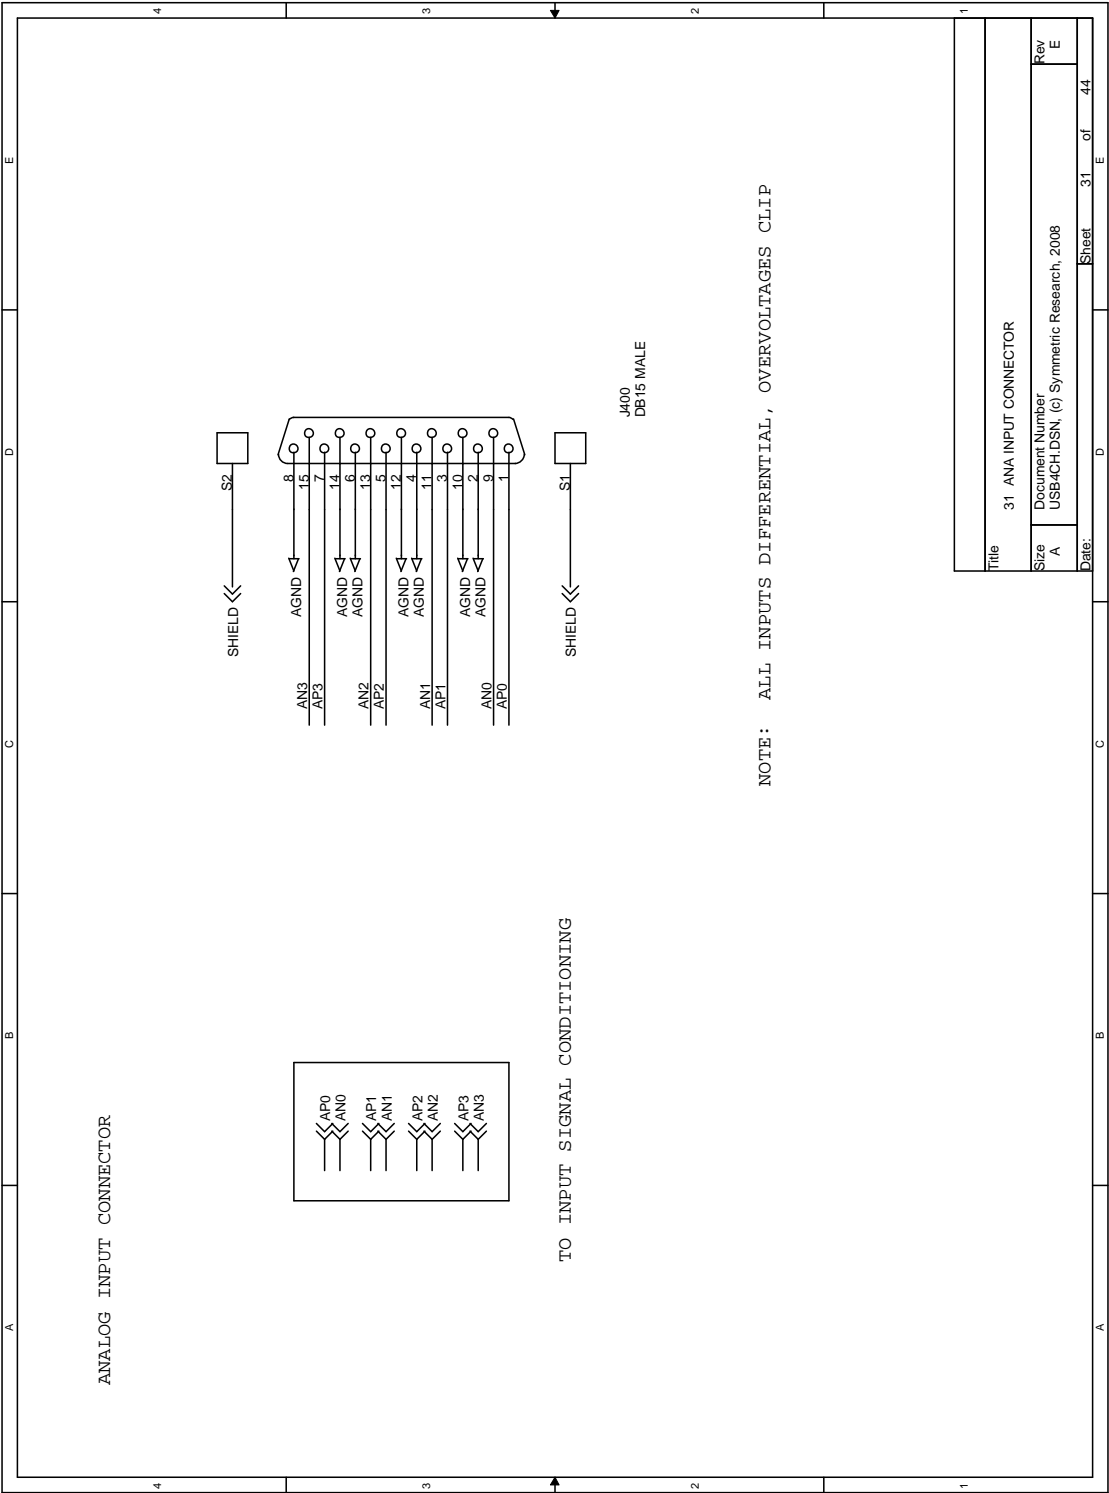 A
B
C
D
E
4
3
2
1
ANALOG INPUT CONNECTOR
SHIELD
S2
AGND
8
AN3
15
AP3
7
AGND
14
AGND
6
AN2
13
AP2
5
AGND
12
AGND
4
AN1
11
AP1
3
AGND
10
AGND
2
AN0
9
AP0
1
SHIELD
S1
J400
DB15 MALE
AP0
AN0
AP1
AN1
AP2
AN2
AP3
AN3
TO INPUT SIGNAL CONDITIONING
NOTE: ALL INPUTS DIFFERENTIAL, OVERVOLTAGES CLIP
Title
31 ANA INPUT CONNECTOR
Size
A
Document Number
USB4CH.DSN, (c) Symmetric Research, 2008
Rev
E
Date:
Sheet 31 of 44
4
3
2
1
A
B
C
D
E